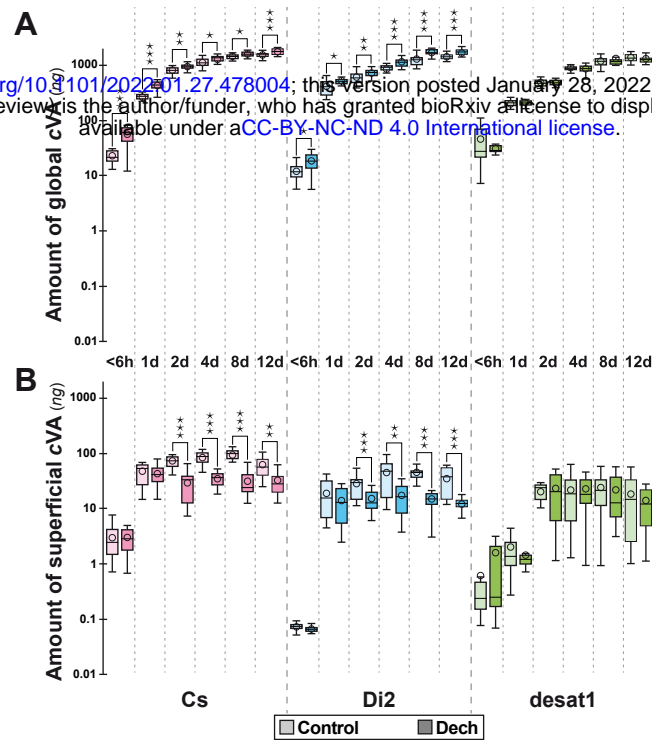 A
Amount of global cVA (ng)
1000
100
10
1
0.1
0.01
★★★ ★★★ ★★ ★ ★ ★★★
★ ★ ★★ ★★★ ★★★ ★★★
rg/10.1101/2022.01.27.478004; this version posted January 28, 2022
eview) is the author/funder, who has granted bioRxiv a license to displ
available under aCC-BY-NC-ND 4.0 International license.
<6h 1d 2d 4d 8d 12d <6h 1d 2d 4d 8d 12d <6h 1d 2d 4d 8d 12d
B
Amount of superficial cVA (ng)
1000
100
10
1
0.1
0.01
★★★ ★★★ ★★★ ★★
★★★ ★★ ★★★ ★★★
Cs Di2 desat1
Control Dech